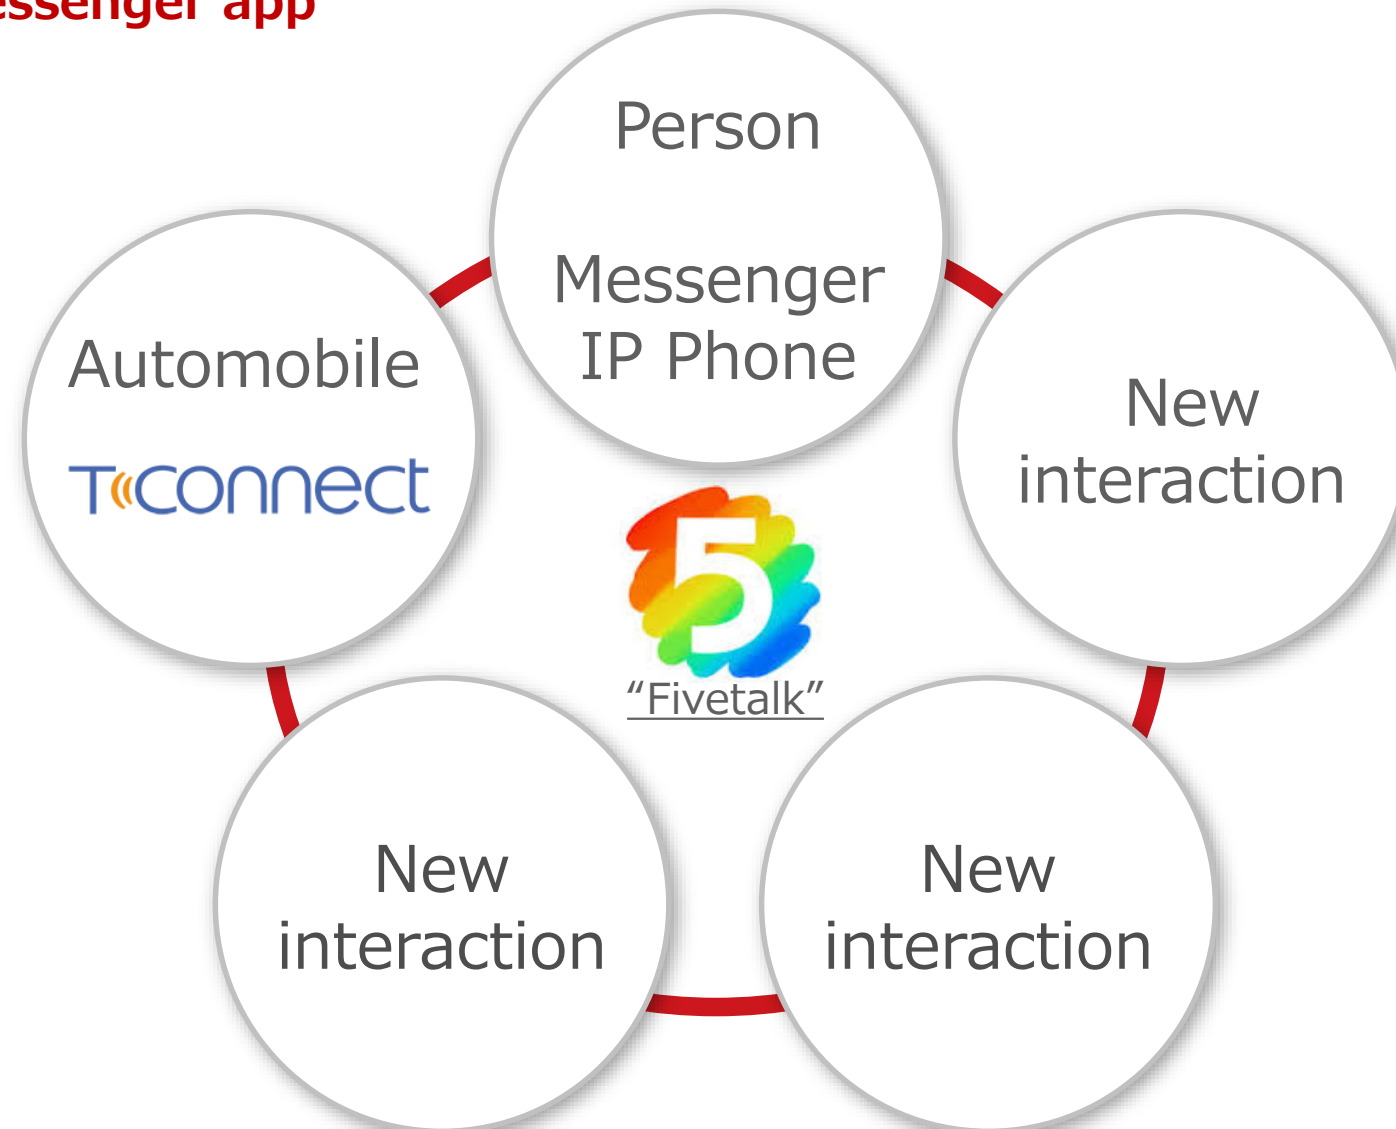 essenger app
Person
Messenger
IP Phone
Automobile
T-Connect
New
interaction
5
“Fivetalk”
New
interaction
New
interaction